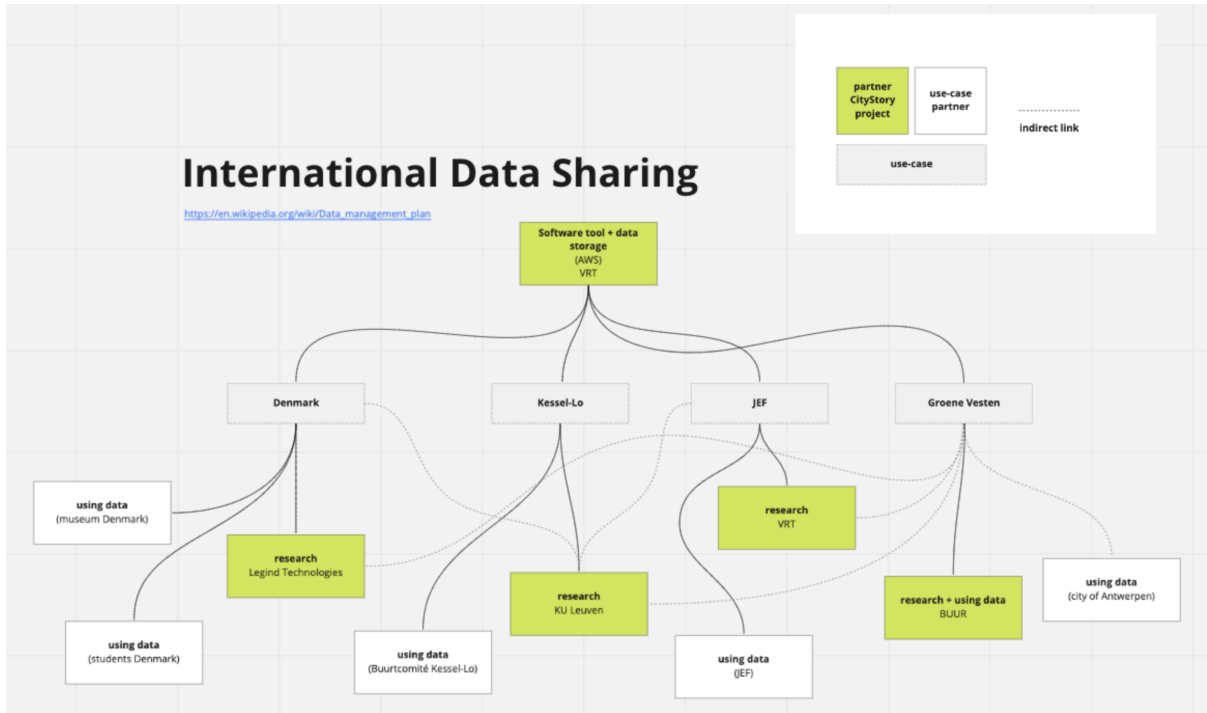 partner
CityStory
project
use-case
partner
indirect link
use-case
International Data Sharing
https://en.wikipedia.org/wiki/Data_management_plan
Software tool + data
storage
(AWS)
VRT
Denmark
Kessel-Lo
JEF
Groene Vesten
using data
(museum Denmark)
research
VRT
research
Legind Technologies
using data
(city of Antwerpen)
research
KU Leuven
research + using data
BUUR
using data
(students Denmark)
using data
(Buurtcomité Kessel-Lo)
using data
(JEF)